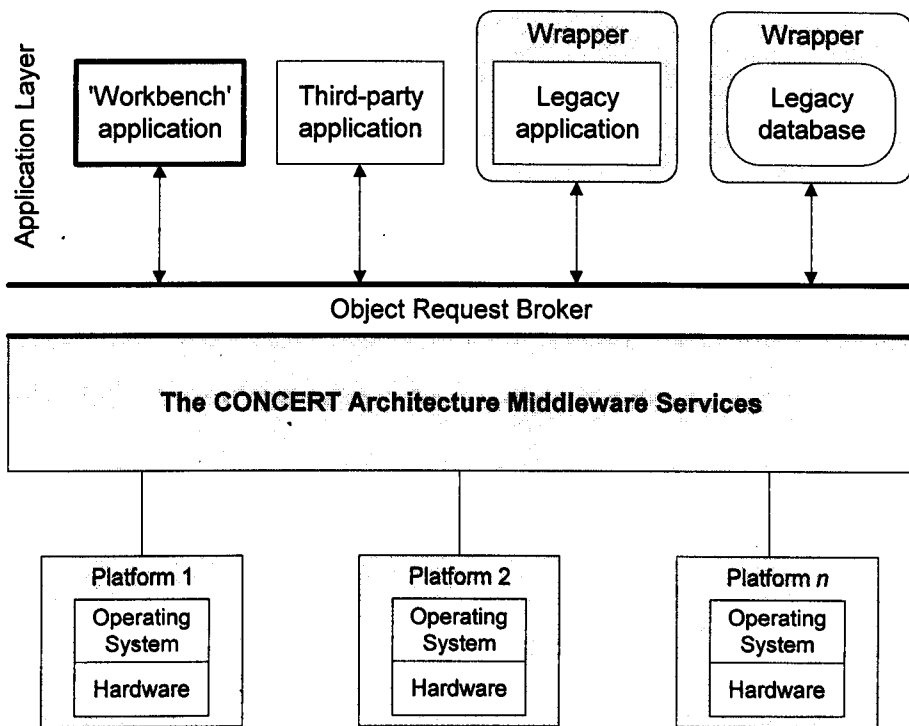 Application Layer
'Workbench'
application
Third-party
application
Wrapper
Legacy
application
Wrapper
Legacy
database
Object Request Broker
The CONCERT Architecture Middleware Services
Platform 1
Operating
System
Hardware
Platform 2
Operating
System
Hardware
Platform n
Operating
System
Hardware